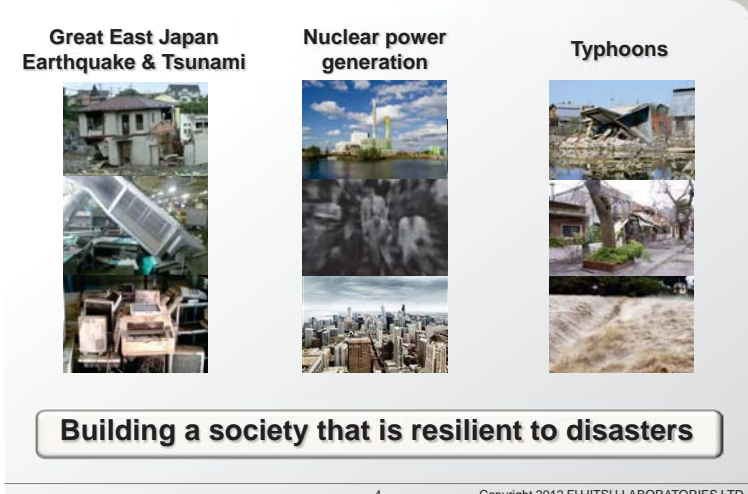 Great East Japan
Earthquake & Tsunami
Nuclear power
generation
Typhoons
Building a society that is resilient to disasters
4
Copyright 2012 FUJITSU LABORATORIES LTD